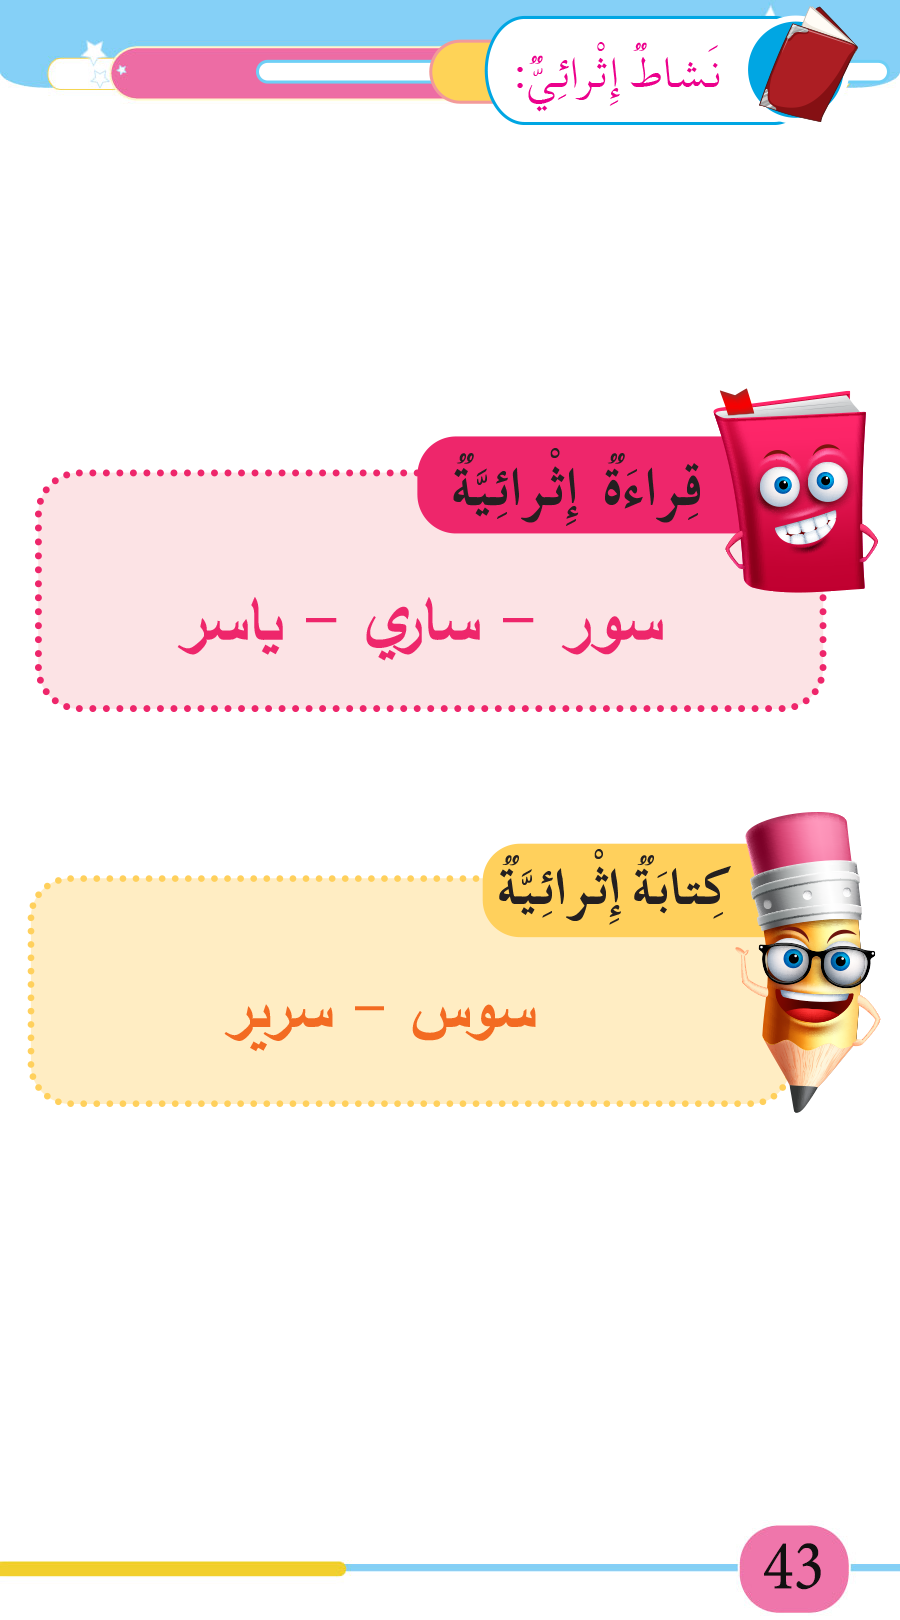 نَشاطٌ إِثْرائِيٌّ:
قِراءَةٌ إِثْرائِيَّةٌ
سور – ساري – ياسر
كِتابَةٌ إِثْرائِيَّةٌ
سوس – سرير
43